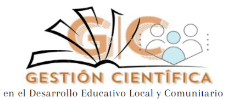 GC
GESTIÓN CIENTÍFICA
en el Desarrollo Educativo Local y Comunitario